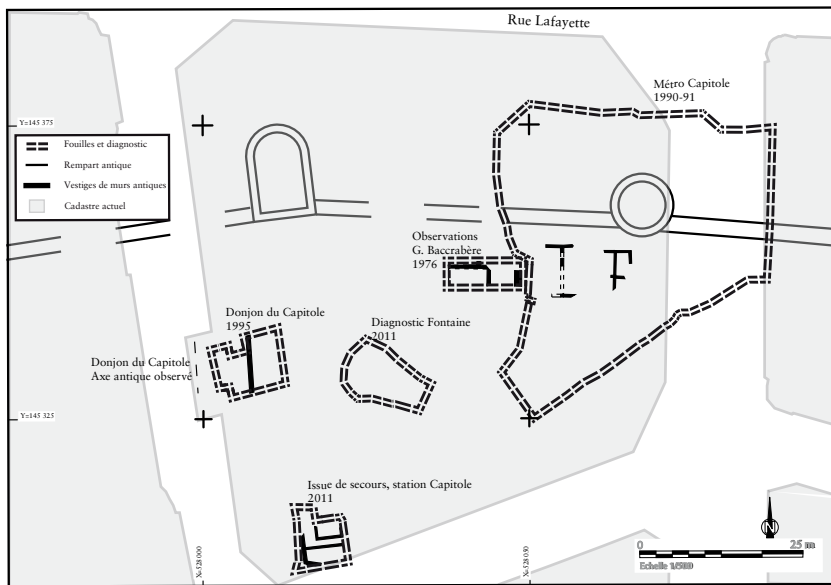 Rue Lafayette
Métro Capitole
1990-91
Y=145 375
Fouilles et diagnostic
Rempart antique
Vestiges de murs antiques
Cadastre actuel
Observations
G. Baccrabère
1976
Donjon du Capitole
1995
Diagnostic Fontaine
2011
Donjon du Capitole
Axe antique observé
Y=145 325
Issue de secours, station Capitole
2011
X=528 000
X=528 050
N
0
25 m
Echelle 1/500